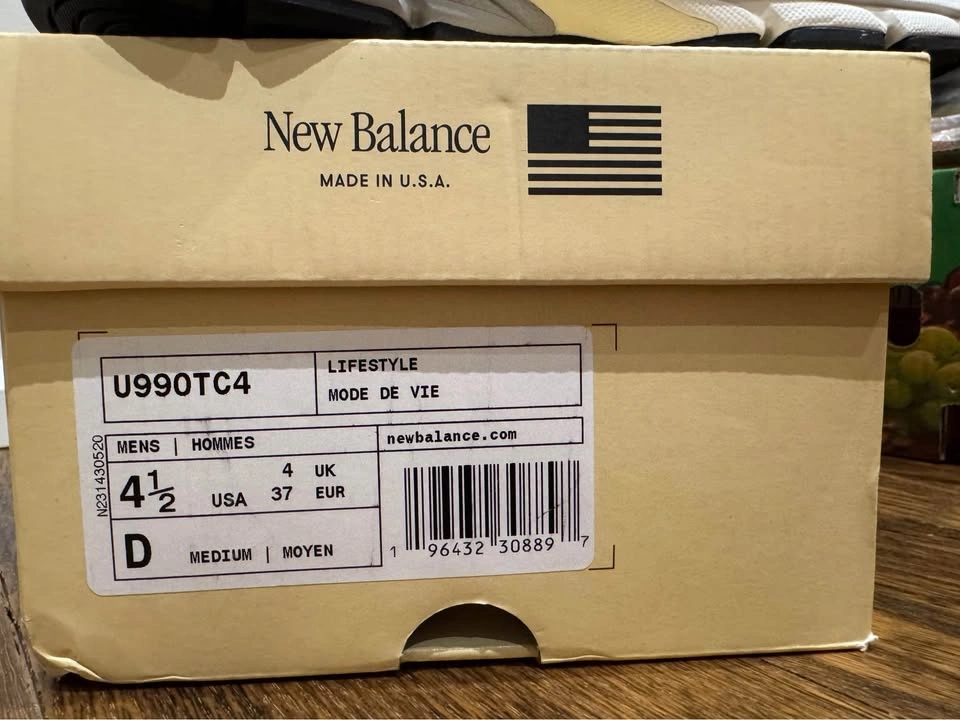 New Balance
MADE IN U.S.A.
U990TC4
LIFESTYLE
MODE DE VIE
N231430520
MENS | HOMMES
4½ USA
4 UK
37 EUR
D MEDIUM | MOYEN
newbalance.com
1 96432 30889 7